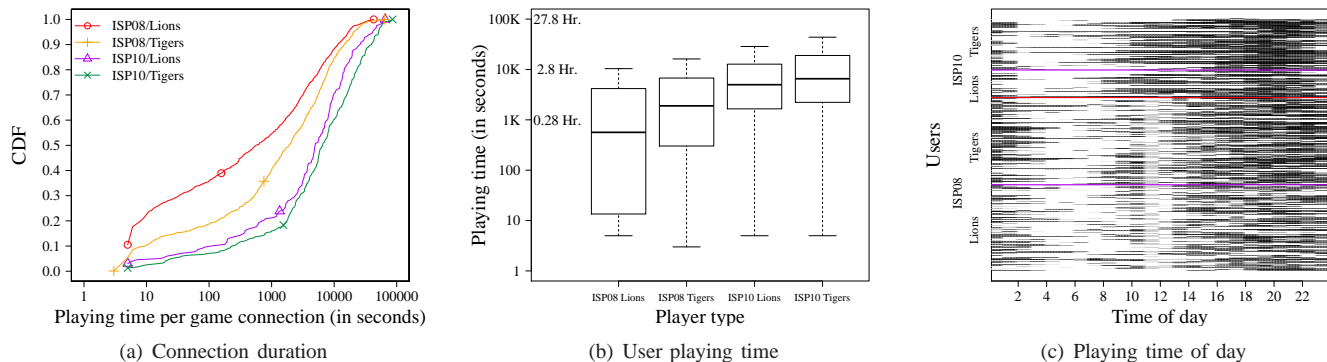 CDF
1.0
0.9
0.8
0.7
0.6
0.5
0.4
0.3
0.2
0.1
0.0
ISP08/Lions
ISP08/Tigers
ISP10/Lions
ISP10/Tigers
1 10 100 1000 10000 100000
Playing time per game connection (in seconds)
(a) Connection duration
Playing time (in seconds)
100K
10K
1K
100
10
1
27.8 Hr.
2.8 Hr.
0.28 Hr.
ISP08 Lions ISP08 Tigers ISP10 Lions ISP10 Tigers
Player type
(b) User playing time
Users
ISP10
ISP08
Tigers
Lions
Tigers
Lions
2 4 6 8 10 12 14 16 18 20 22
Time of day
(c) Playing time of day